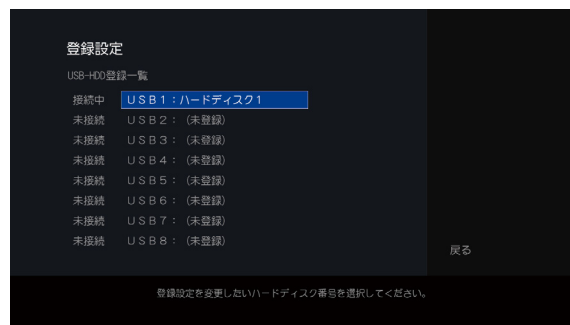 登録設定
USB-HDD登録一覧
接続中 USB1：ハードディスク1
未接続 USB2：（未登録）
未接続 USB3：（未登録）
未接続 USB4：（未登録）
未接続 USB5：（未登録）
未接続 USB6：（未登録）
未接続 USB7：（未登録）
未接続 USB8：（未登録）
戻る
登録設定を変更したいハードディスク番号を選択してください。